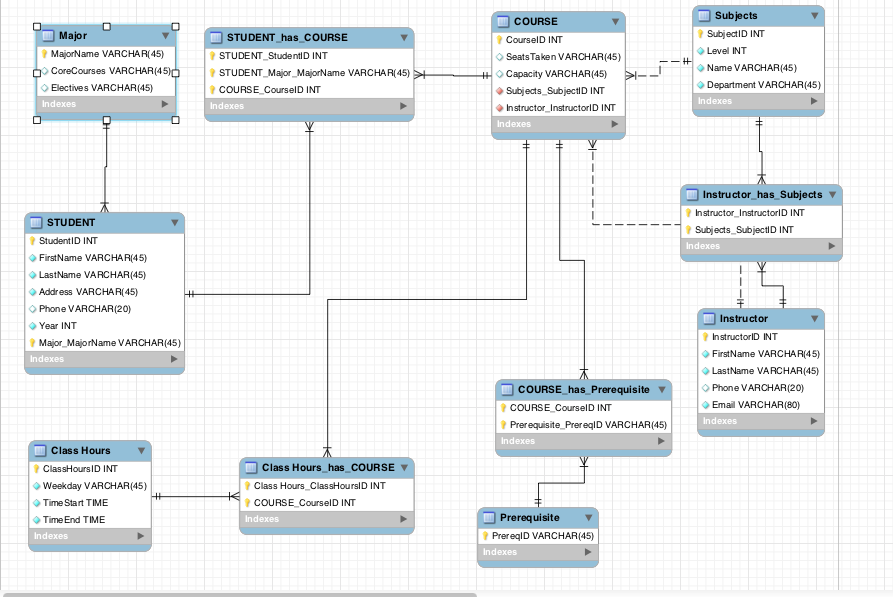 Major
MajorName VARCHAR(45)
CoreCourses VARCHAR(45)
Electives VARCHAR(45)
Indexes
STUDENT_has_COURSE
STUDENT_StudentID INT
STUDENT_Major_MajorName VARCHAR(45)
COURSE_CourseID INT
Indexes
COURSE
CourseID INT
SeatsTaken VARCHAR(45)
Capacity VARCHAR(45)
Subjects_SubjectID INT
Instructor_InstructorID INT
Indexes
Subjects
SubjectID INT
Level INT
Name VARCHAR(45)
Department VARCHAR(45)
Indexes
STUDENT
StudentID INT
FirstName VARCHAR(45)
LastName VARCHAR(45)
Address VARCHAR(45)
Phone VARCHAR(20)
Year INT
Major_MajorName VARCHAR(45)
Indexes
Instructor_has_Subjects
Instructor_InstructorID INT
Subjects_SubjectID INT
Indexes
Instructor
InstructorID INT
FirstName VARCHAR(45)
LastName VARCHAR(45)
Phone VARCHAR(20)
Email VARCHAR(80)
Indexes
COURSE_has_Prerequisite
COURSE_CourseID INT
Prerequisite_PrereqID VARCHAR(45)
Indexes
Class Hours
ClassHoursID INT
Weekday VARCHAR(45)
TimeStart TIME
TimeEnd TIME
Indexes
Class Hours_has_COURSE
Class Hours_ClassHoursID INT
COURSE_CourseID INT
Indexes
Prerequisite
PrereqID VARCHAR(45)
Indexes